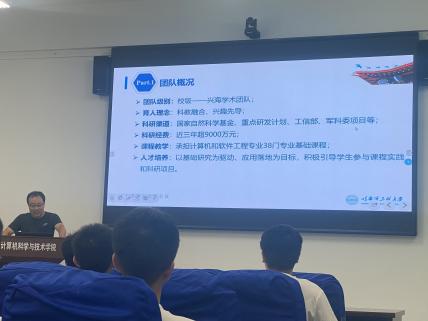 Part.1 团队概况
团队级别：校级——兴海学术团队；
育人理念：科教融合、兴趣先导；
科研渠道：国家自然科学基金、重点研发计划、工信部、军科委项目等；
科研经费：近三年超9000万元；
课程教学：承担计算机和软件工程专业38门专业基础课程；
人才培养：以基础研究为驱动、应用落地为目标，积极引导学生参与课程实践
和科研项目。
哈尔滨工程大学
计算机科学与技术学院